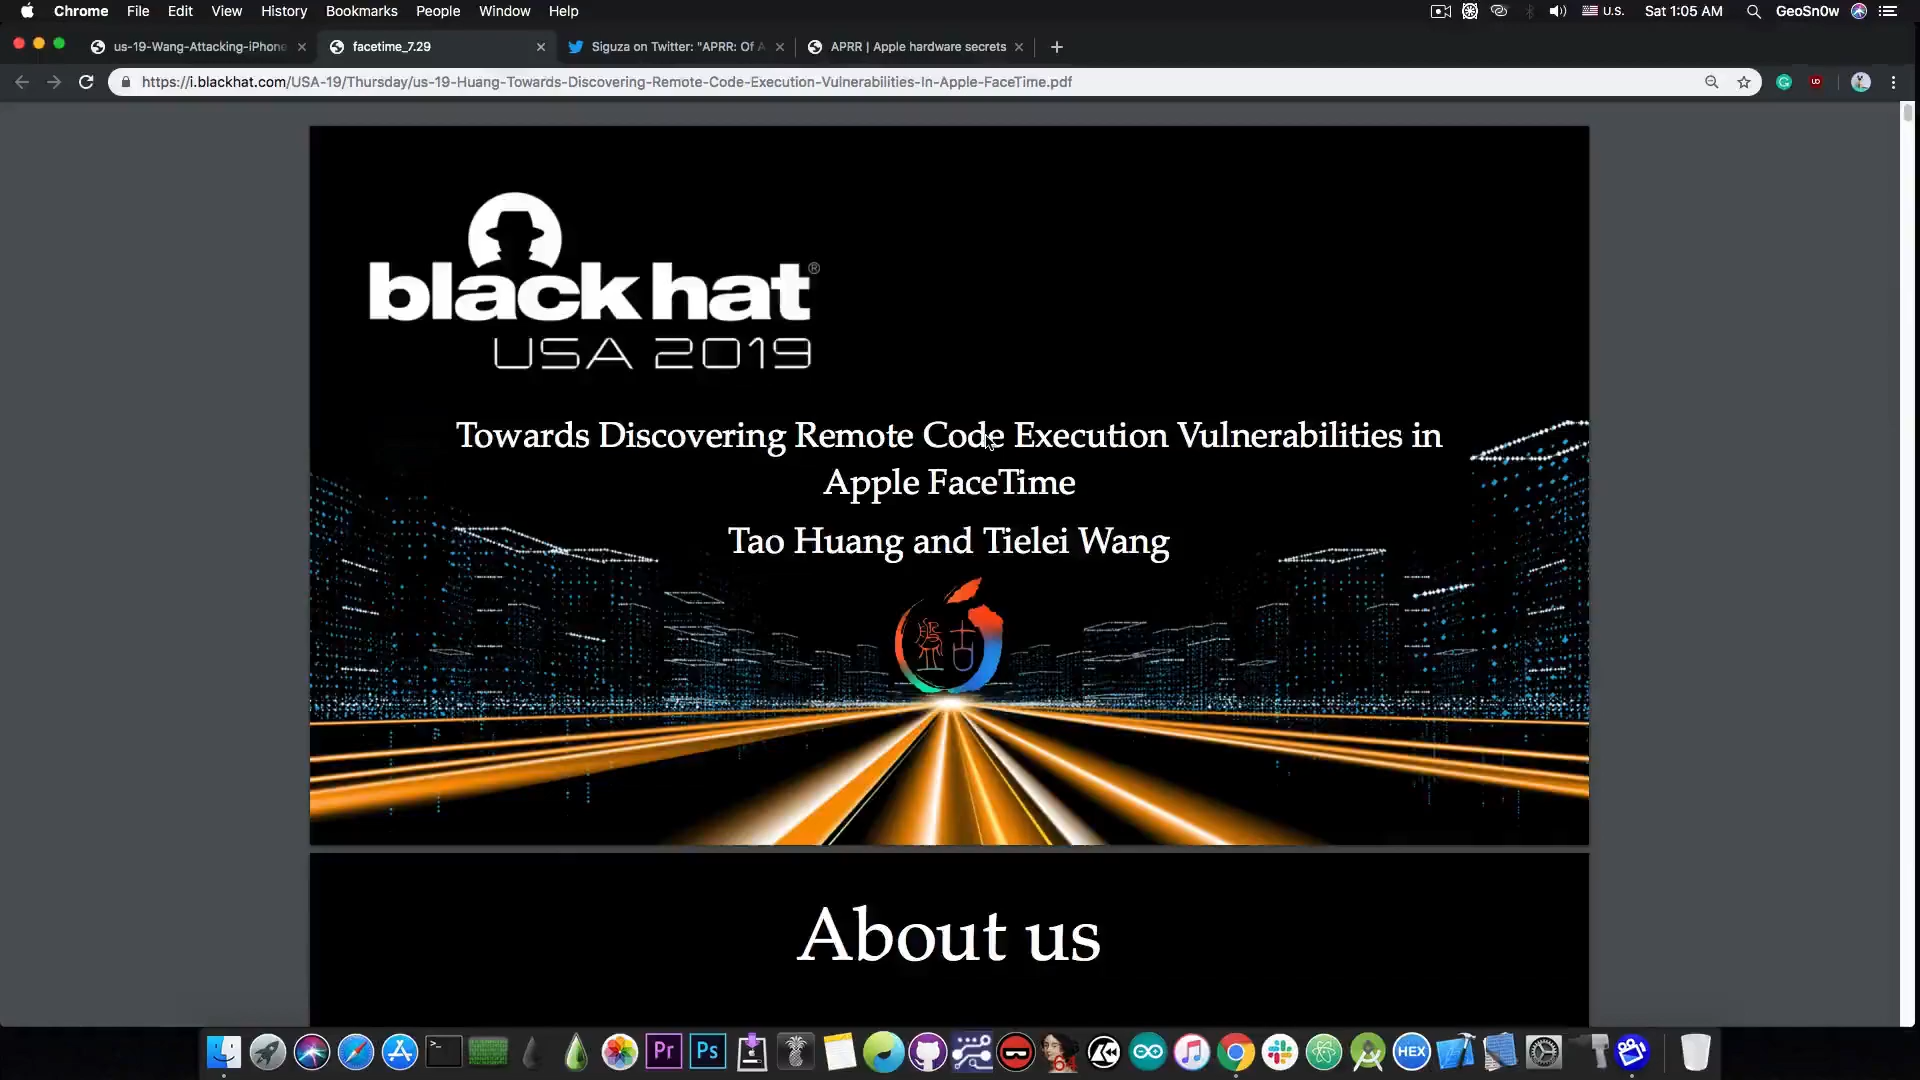 Chrome File Edit View History Bookmarks People Window Help U.S. Sat 1:05 AM GeoSn0w
us-19-Wang-Attacking-iPhone facetime_7.29 Siguza on Twitter: "APRR: Of A APRR | Apple hardware secrets
https://i.blackhat.com/USA-19/Thursday/us-19-Huang-Towards-Discovering-Remote-Code-Execution-Vulnerabilities-In-Apple-FaceTime.pdf
black hat®
USA 2019
Towards Discovering Remote Code Execution Vulnerabilities in
Apple FaceTime
Tao Huang and Tielei Wang
About us
Pr Ps 64 HEX